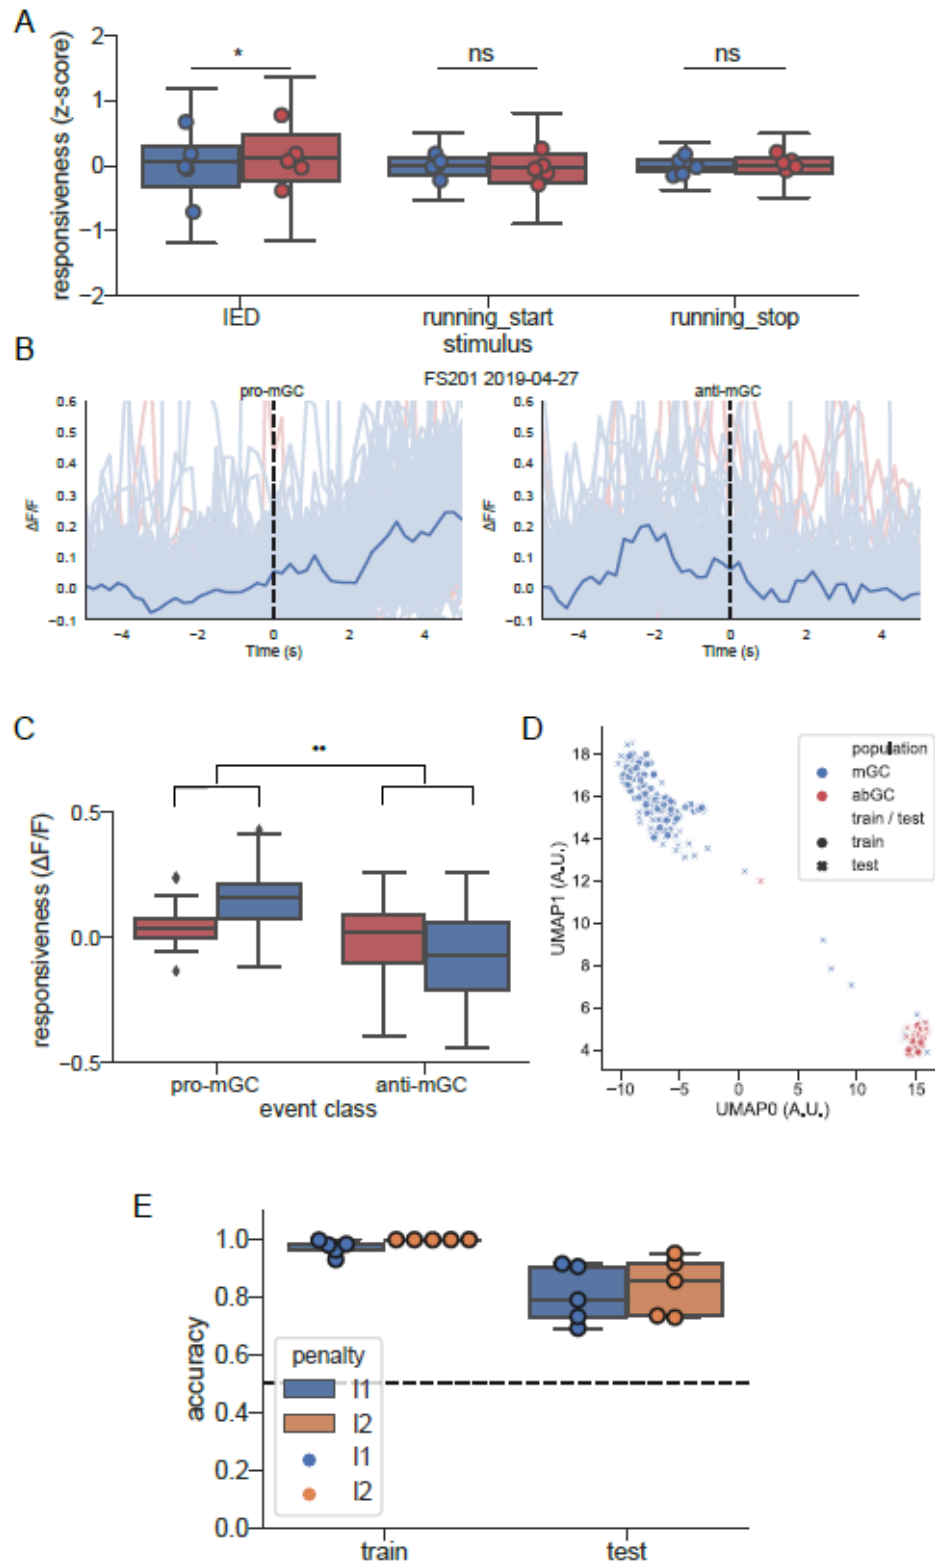 A
responsiveness (z-score)
2
1
0
−1
−2
*
ns
ns
IED
running_start
running_stop
stimulus
B
FS201 2019-04-27
pro-mGC
anti-mGC
ΔF/F
0.6
0.5
0.4
0.3
0.2
0.1
0.0
−0.1
−4
−2
0
2
4
Time (s)
ΔF/F
0.6
0.5
0.4
0.3
0.2
0.1
0.0
−0.1
−4
−2
0
2
4
Time (s)
C
responsiveness (ΔF/F)
0.5
0.0
−0.5
**
pro-mGC
anti-mGC
event class
D
UMAP1 (A.U.)
18
16
14
12
10
8
6
4
population
mGC
abGC
train / test
train
test
−10
−5
0
5
10
15
UMAP0 (A.U.)
E
accuracy
1.0
0.8
0.6
0.4
0.2
0.0
penalty
l1
l2
l1
l2
train
test